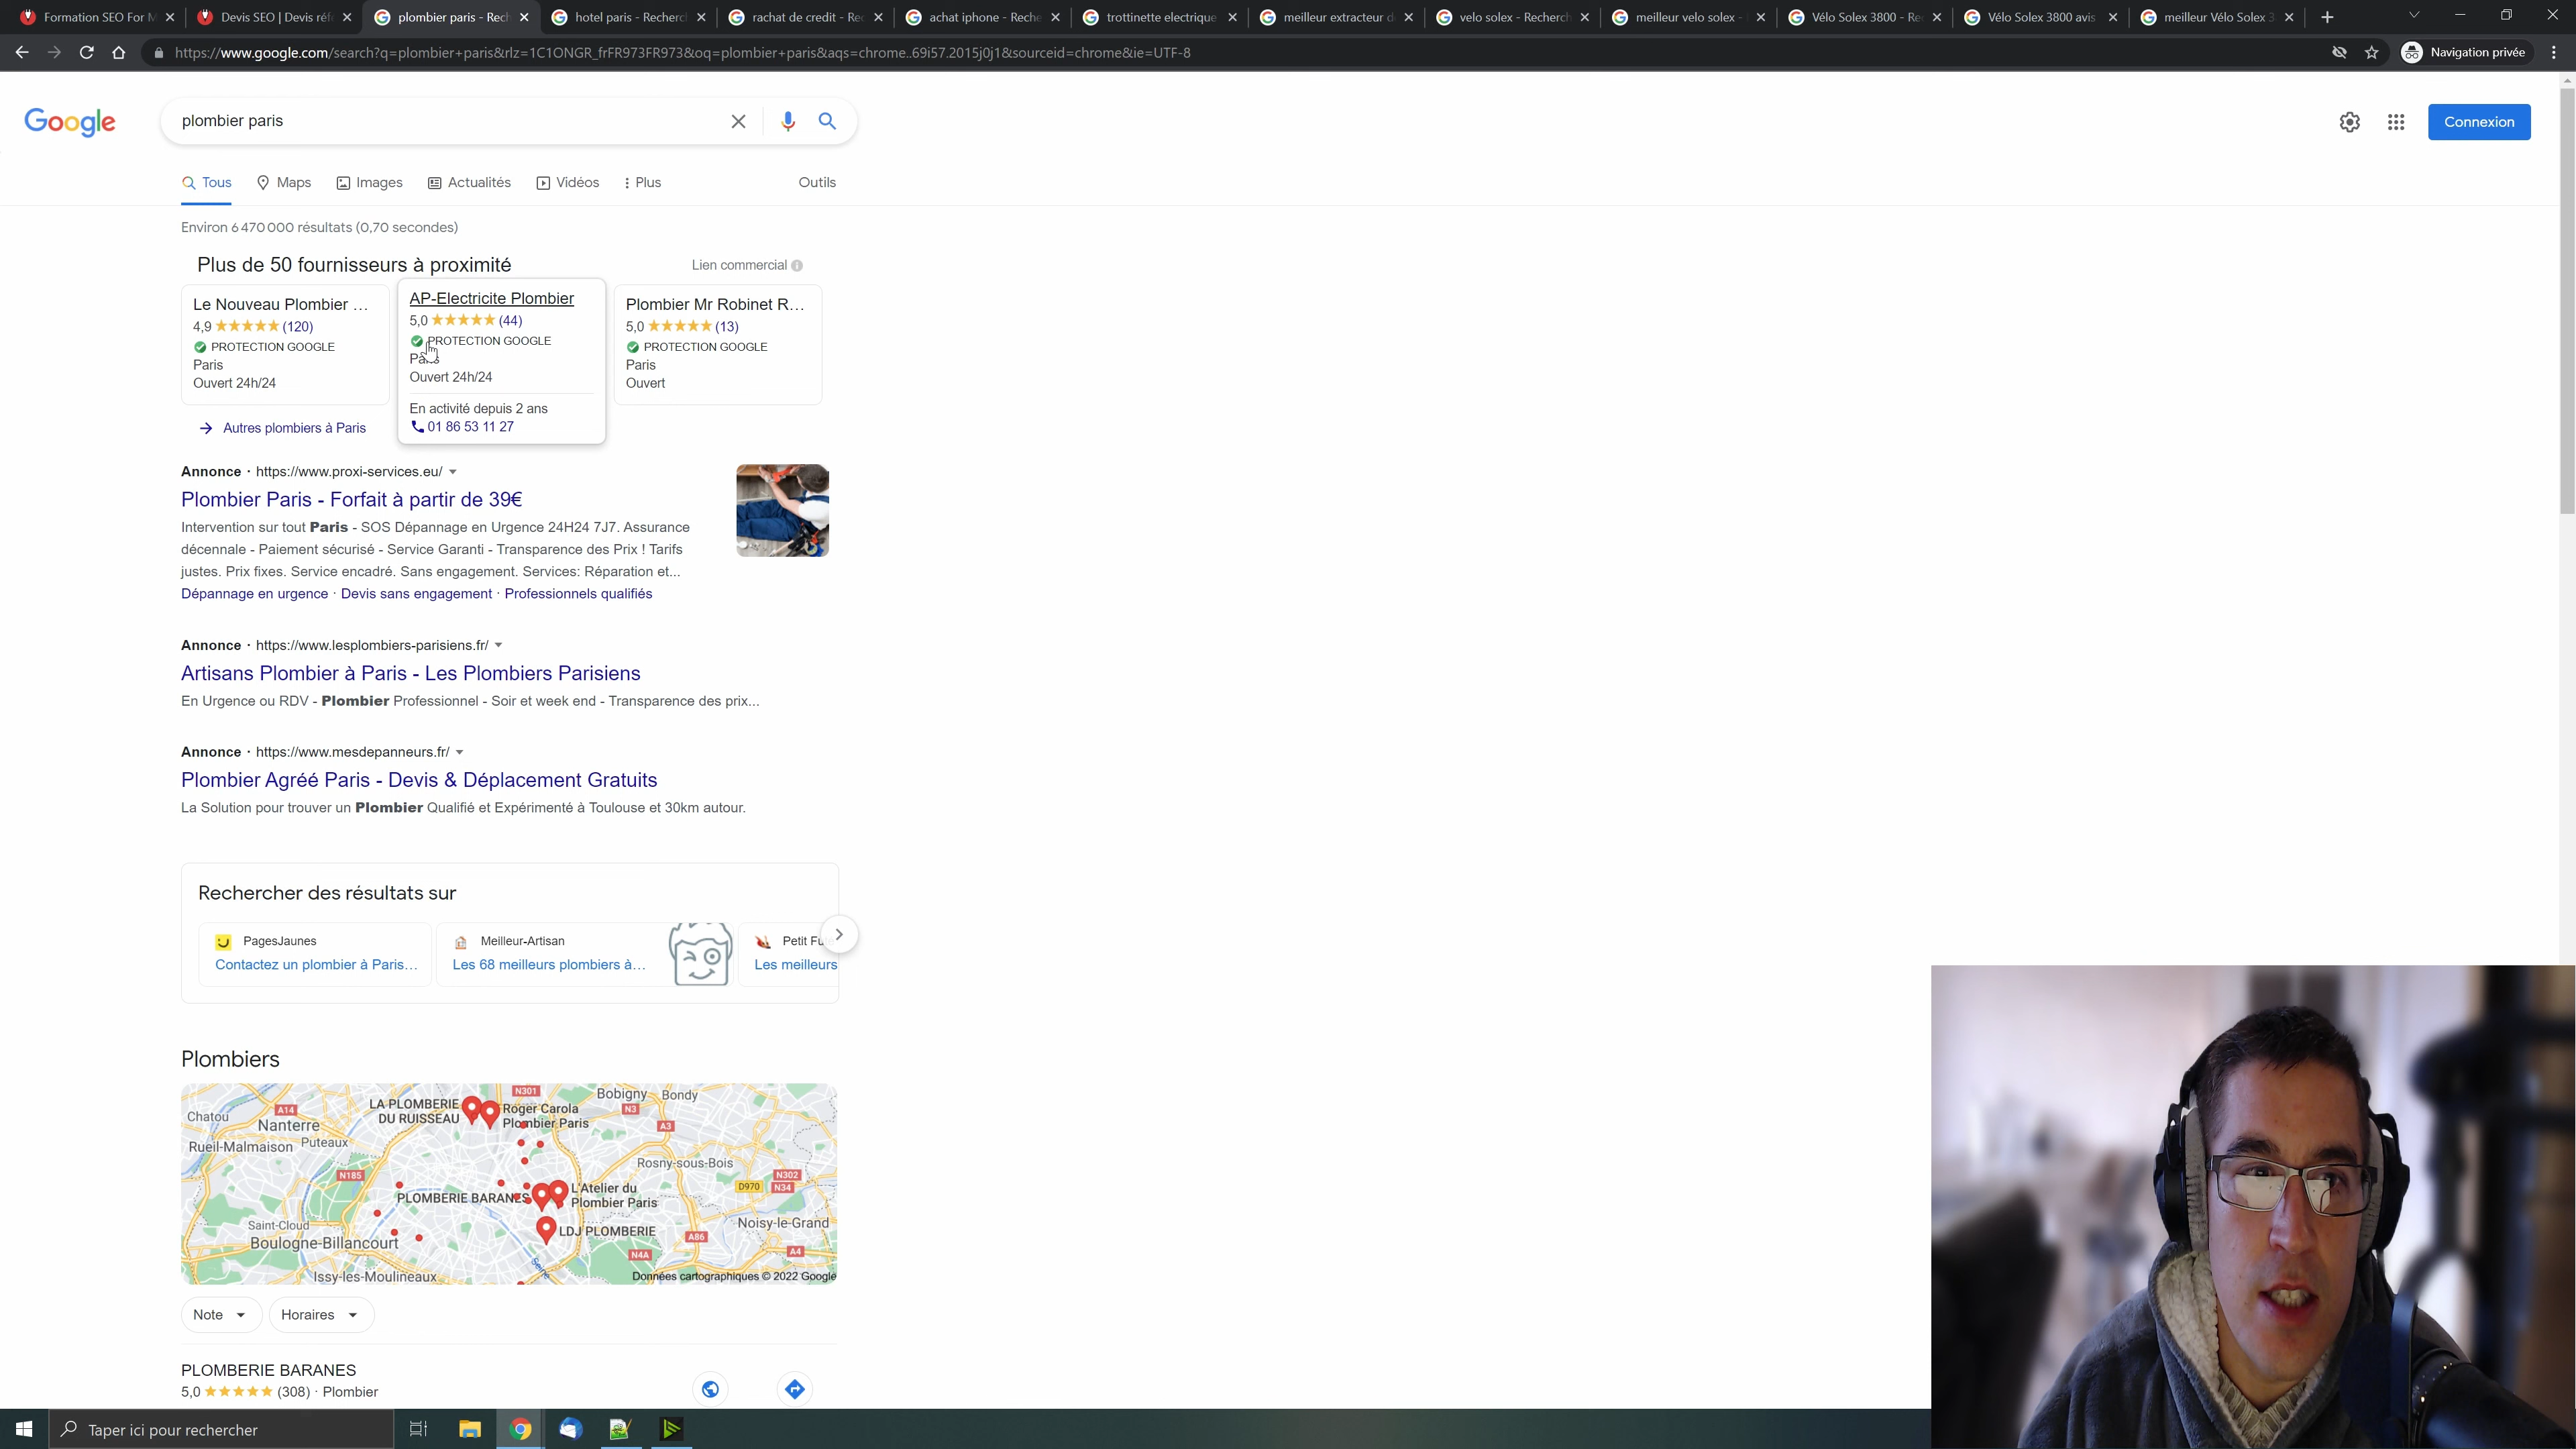 Formation SEO For M
Devis SEO | Devis réf
plombier paris - Rech
hotel paris - Recherc
rachat de credit - Re
achat iphone - Reche
trottinette electrique
meilleur extracteur d
velo solex - Recherch
meilleur velo solex -
Vélo Solex 3800 - Re
Vélo Solex 3800 avis
meilleur Vélo Solex 3
https://www.google.com/search?q=plombier+paris&rlz=1C1ONGR_frFR973FR973&oq=plombier+paris&aqs=chrome..69i57.2015j0j1&sourceid=chrome&ie=UTF-8
Navigation privée
Google
plombier paris
Connexion
Tous
Maps
Images
Actualités
Vidéos
Plus
Outils
Environ 6 470 000 résultats (0,70 secondes)
Plus de 50 fournisseurs à proximité
Lien commercial
Le Nouveau Plombier ...
4,9 (120)
PROTECTION GOOGLE
Paris
Ouvert 24h/24
AP-Electricite Plombier
5,0 (44)
PROTECTION GOOGLE
Paris
Ouvert 24h/24
En activité depuis 2 ans
01 86 53 11 27
Plombier Mr Robinet R...
5,0 (13)
PROTECTION GOOGLE
Paris
Ouvert
Autres plombiers à Paris
Annonce · https://www.proxi-services.eu/
Plombier Paris - Forfait à partir de 39€
Intervention sur tout Paris - SOS Dépannage en Urgence 24H24 7J7. Assurance
décennale - Paiement sécurisé - Service Garanti - Transparence des Prix ! Tarifs
justes. Prix fixes. Service encadré. Sans engagement. Services: Réparation et...
Dépannage en urgence · Devis sans engagement · Professionnels qualifiés
Annonce · https://www.lesplombiers-parisiens.fr/
Artisans Plombier à Paris - Les Plombiers Parisiens
En Urgence ou RDV - Plombier Professionnel - Soir et week end - Transparence des prix...
Annonce · https://www.mesdepanneurs.fr/
Plombier Agréé Paris - Devis & Déplacement Gratuits
La Solution pour trouver un Plombier Qualifié et Expérimenté à Toulouse et 30km autour.
Rechercher des résultats sur
PagesJaunes
Contactez un plombier à Paris...
Meilleur-Artisan
Les 68 meilleurs plombiers à...
Petit Fu
Les meilleurs
Plombiers
N301
Bobigny
Bondy
Chatou
A14
LA PLOMBERIE
DU RUISSEAU
Roger Carola
Plombier Paris
N3
A3
Nanterre
Rueil-Malmaison
Puteaux
Rosny-sous-Bois
N185
N302
N34
D970
PLOMBERIE BARANES
L'Atelier du
Plombier Paris
Saint-Cloud
Noisy-le-Grand
LDJ PLOMBERIE
A86
Boulogne-Billancourt
N4A
A4
Seine
Issy-les-Moulineaux
Données cartographiques © 2022 Google
Note
Horaires
PLOMBERIE BARANES
5,0 (308) · Plombier
Taper ici pour rechercher